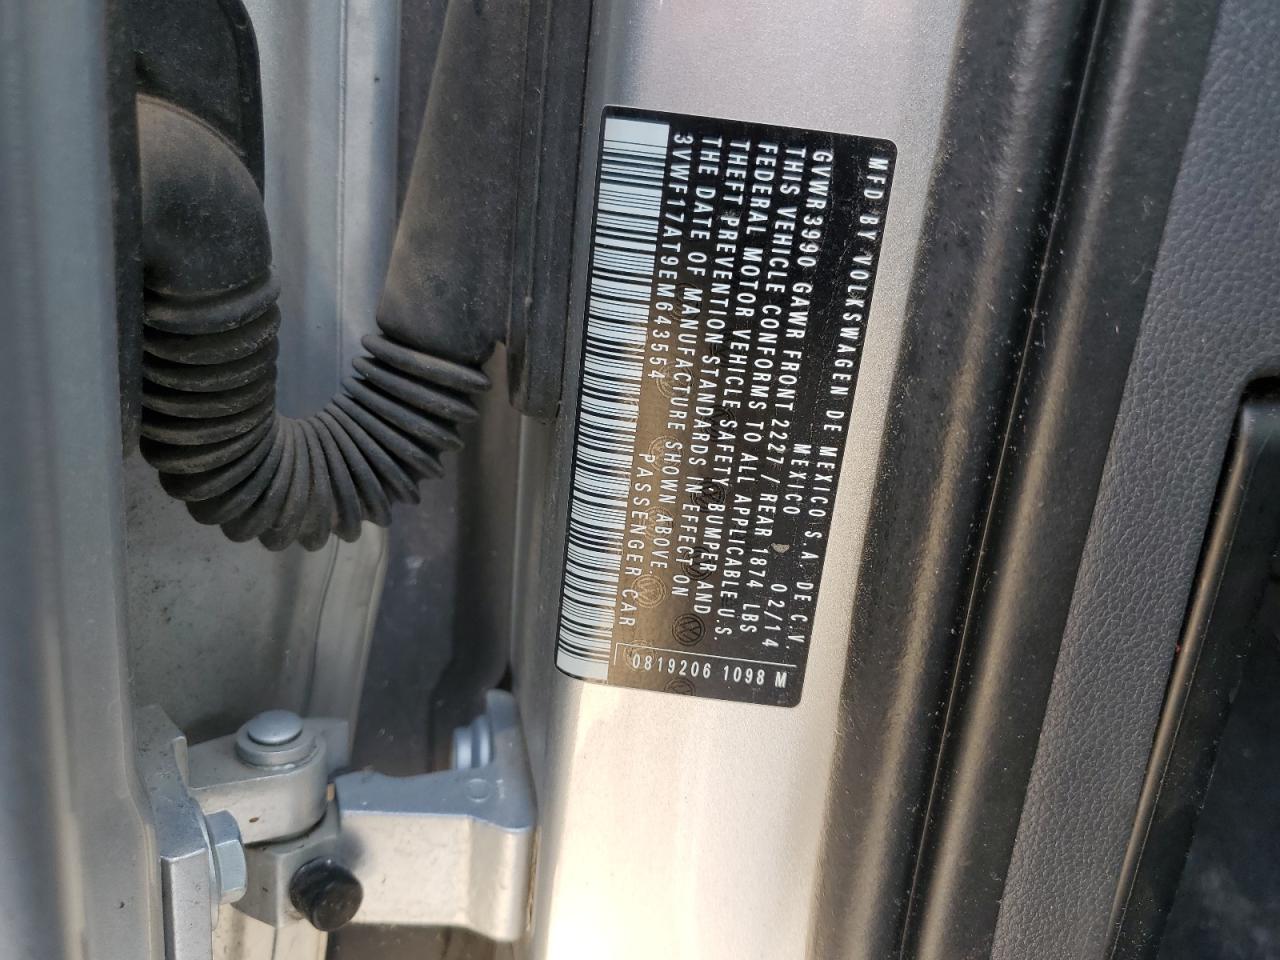 MFD BY VOLKSWAGEN DE MEXICO S.A. DE C.V.
MEXICO 02/14
GVWR 3990 GAWR FRONT 2227 / REAR 1874 LBS
THIS VEHICLE CONFORMS TO ALL APPLICABLE U.S.
FEDERAL MOTOR VEHICLE SAFETY, BUMPER AND
THEFT PREVENTION STANDARDS IN EFFECT ON
THE DATE OF MANUFACTURE SHOWN ABOVE.
3VWF17AT9EM643554 PASSENGER CAR
0819206 1098 M